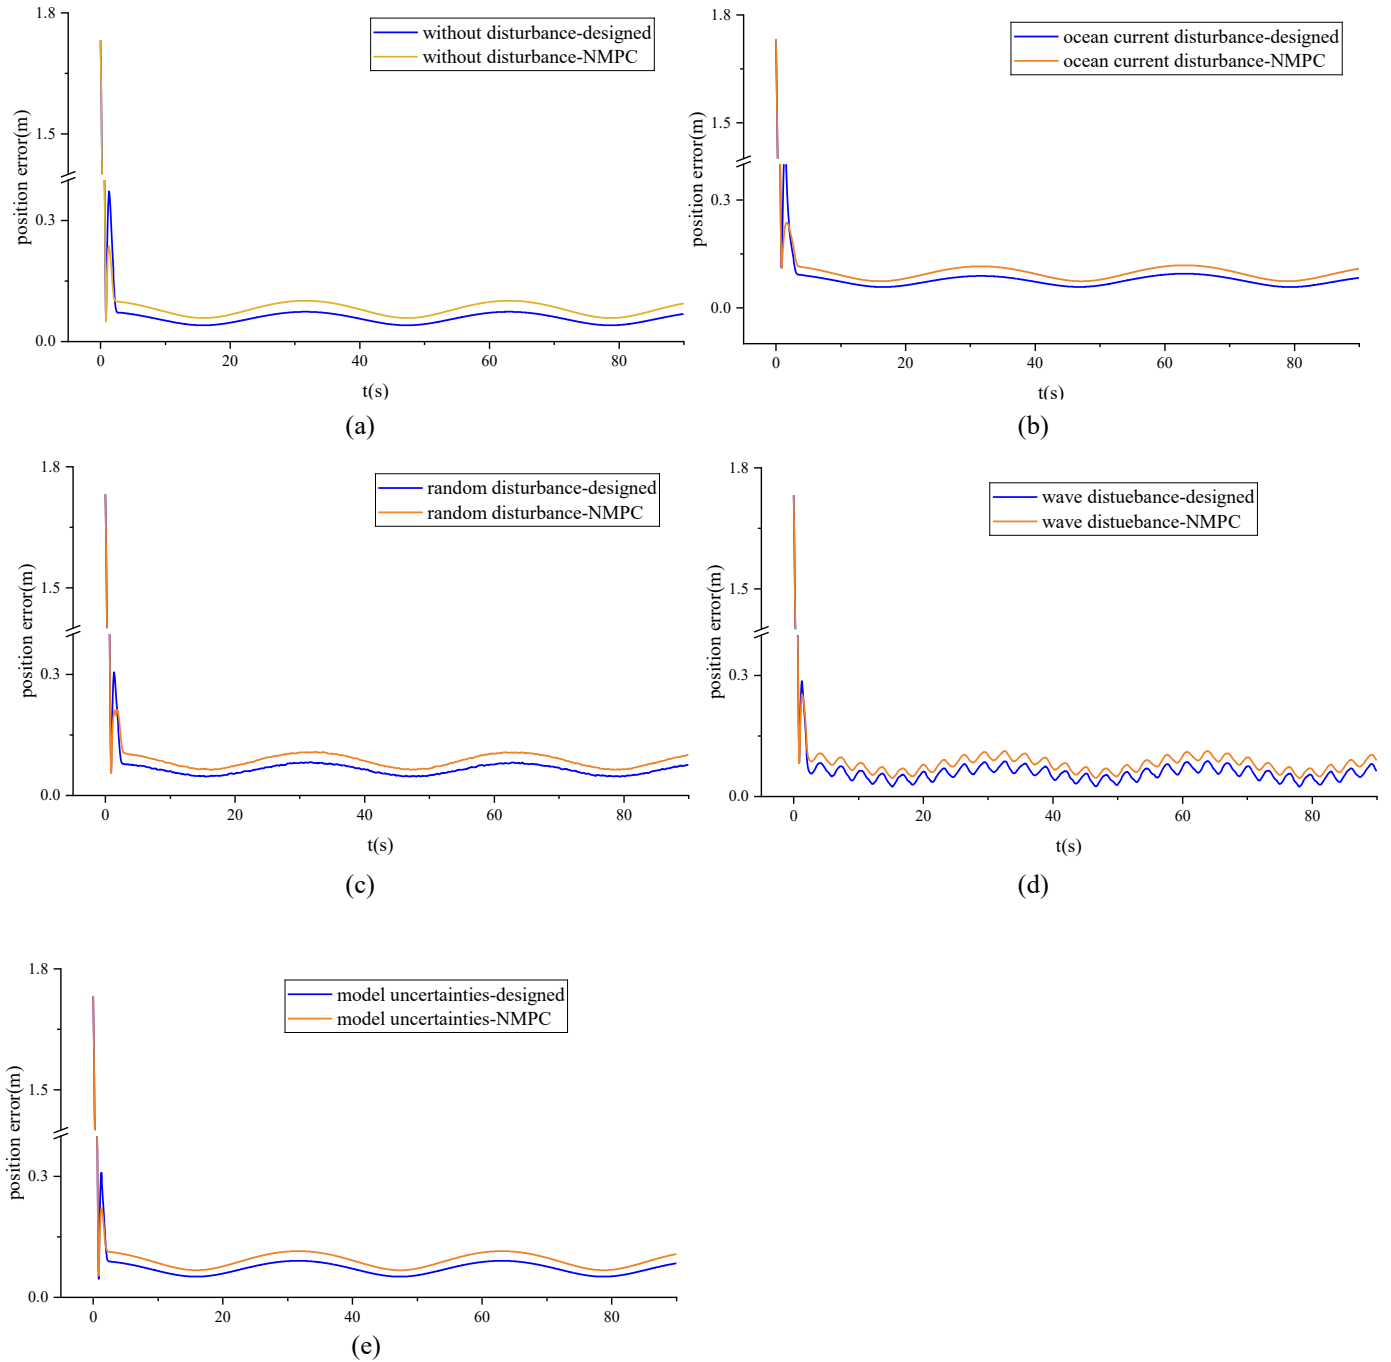 1.8
1.5
0.3
0.0
position error(m)
without disturbance-designed
without disturbance-NMPC
0
20
40
60
80
t(s)
(a)
1.8
1.5
0.3
0.0
position error(m)
ocean current disturbance-designed
ocean current disturbance-NMPC
0
20
40
60
80
t(s)
(b)
1.8
1.5
0.3
0.0
position error(m)
random disturbance-designed
random disturbance-NMPC
0
20
40
60
80
t(s)
(c)
1.8
1.5
0.3
0.0
position error(m)
wave distuebance-designed
wave distuebance-NMPC
0
20
40
60
80
t(s)
(d)
1.8
1.5
0.3
0.0
position error(m)
model uncertainties-designed
model uncertainties-NMPC
0
20
40
60
80
(e)